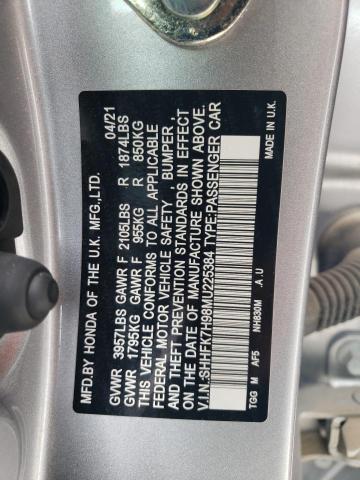 MFD.BY HONDA OF THE U.K. MFG.,LTD. 04/21
GVWR 3957LBS GAWR F 2105LBS R 1874LBS
GVWR 1795KG GAWR F 955KG R 850KG
THIS VEHICLE CONFORMS TO ALL APPLICABLE
FEDERAL MOTOR VEHICLE SAFETY , BUMPER ,
AND THEFT PREVENTION STANDARDS IN EFFECT
ON THE DATE OF MANUFACTURE SHOWN ABOVE.
V.I.N.:SHHFK7H98MU225384 TYPE:PASSENGER CAR
TGG M AF5 NH830M .A.U MADE IN U.K.